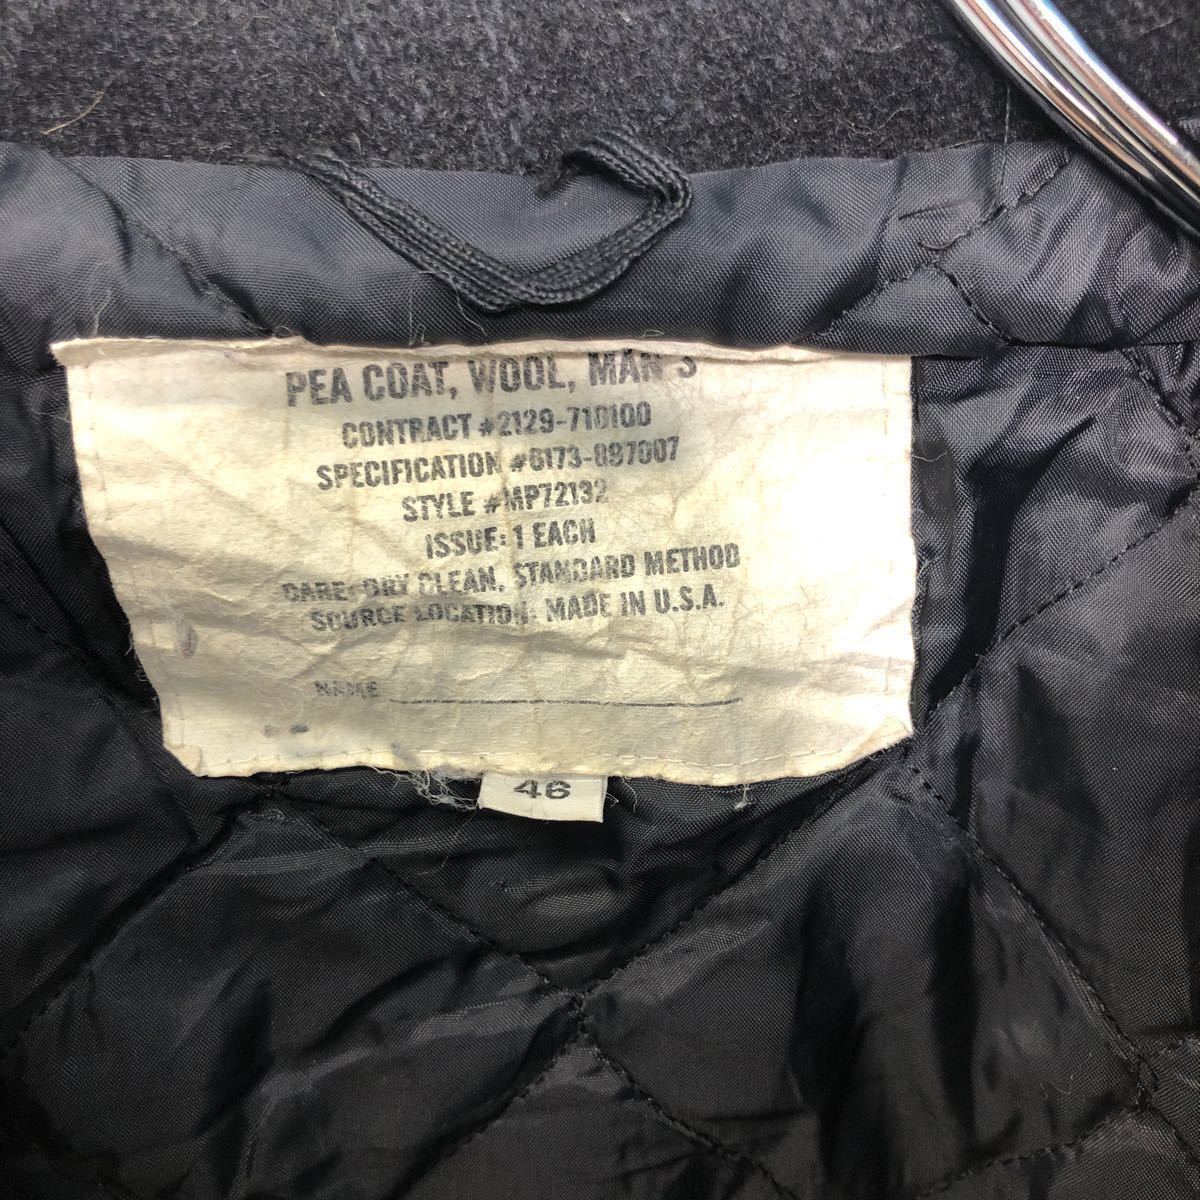 PEA COAT, WOOL, MAN'S
CONTRACT #2129-710100
SPECIFICATION #8173-897007
STYLE #MP72132
ISSUE: 1 EACH
CARE: DRY CLEAN, STANDARD METHOD
SOURCE LOCATION: MADE IN U.S.A.
NAME
46